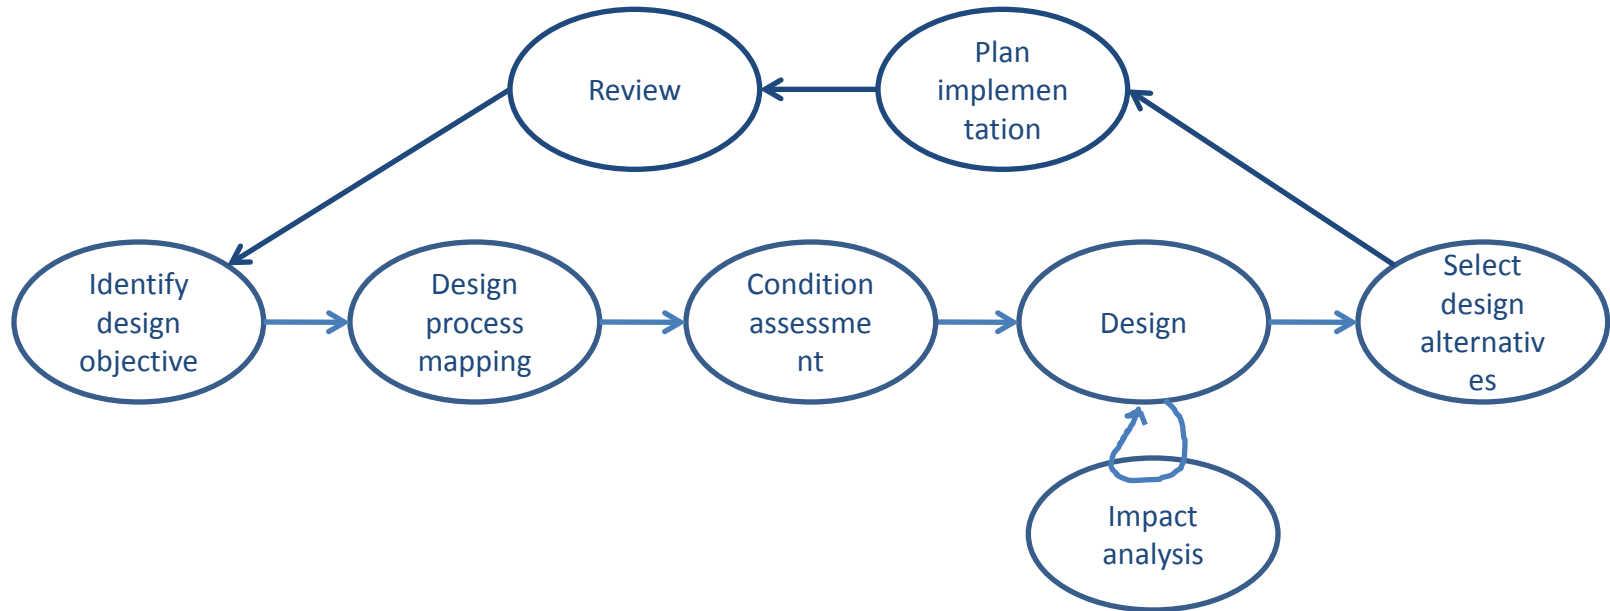 Review
Plan
implemen
tation
Identify
design
objective
Design
process
mapping
Condition
assessme
nt
Design
Select
design
alternativ
es
Impact
analysis